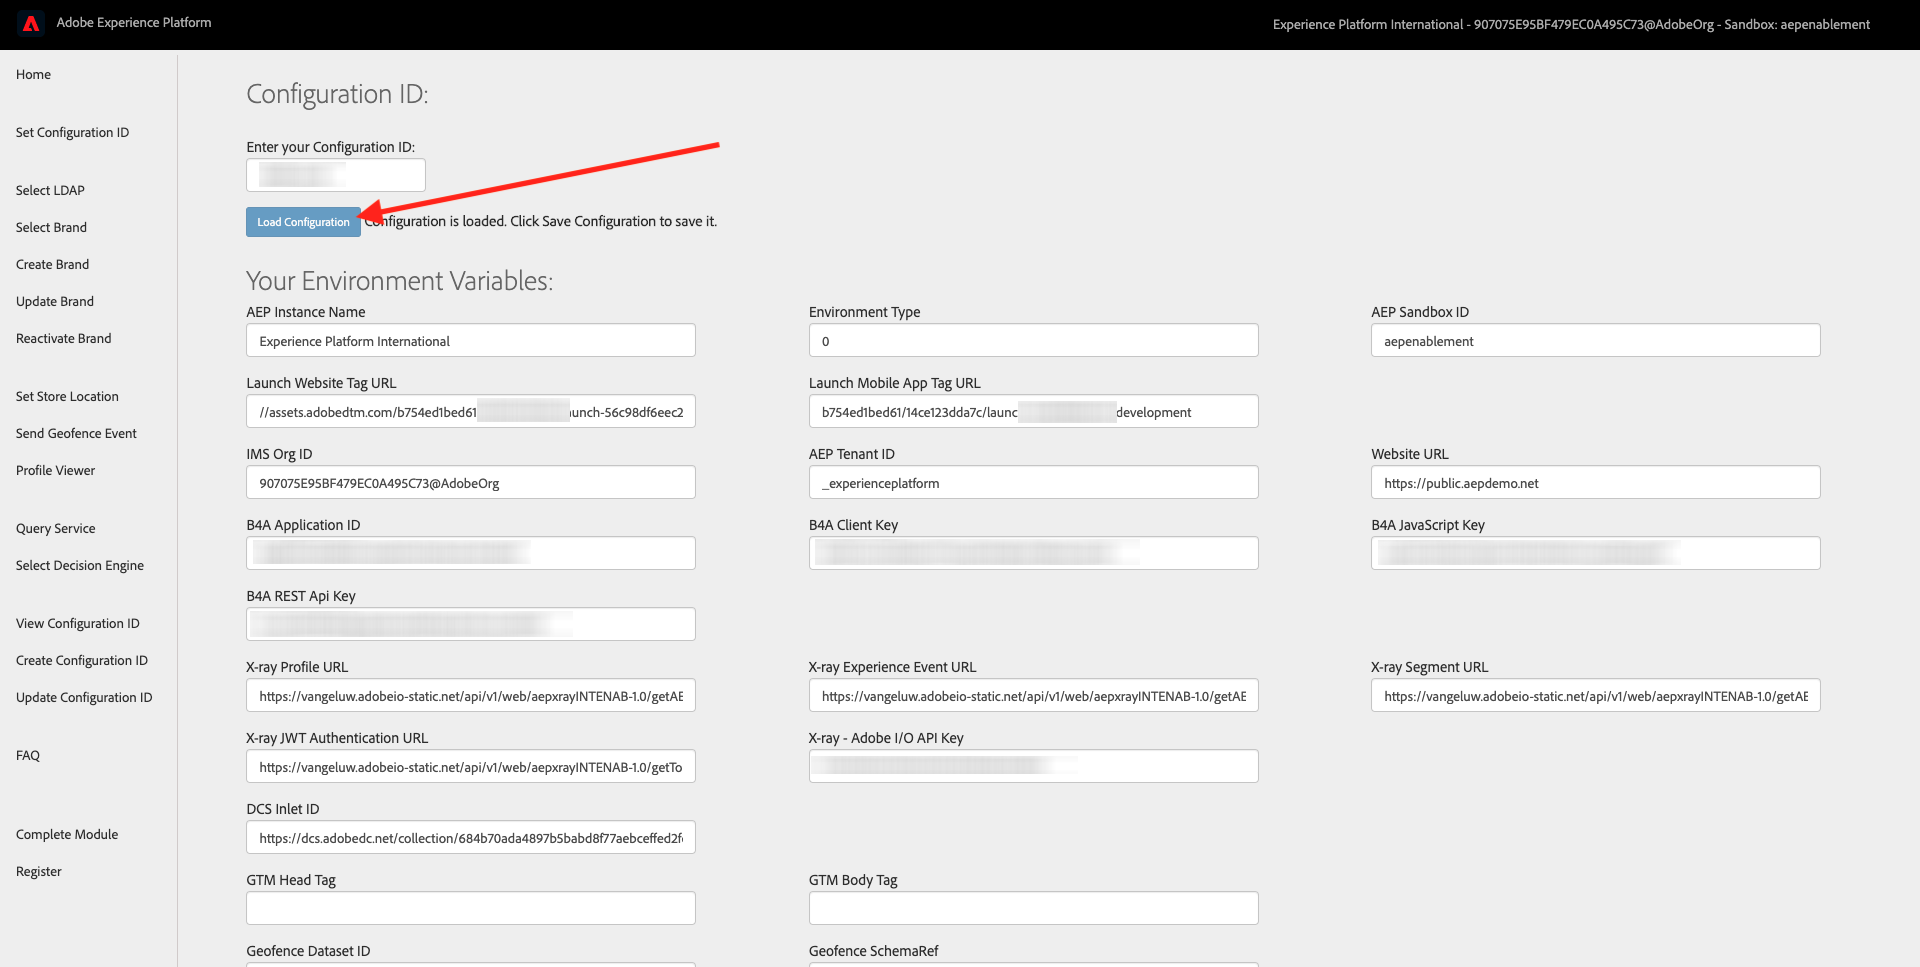 Adobe Experience Platform
Experience Platform International - 907075E95BF479EC0A495C73@AdobeOrg - Sandbox: aepenablement
Home
Set Configuration ID
Select LDAP
Select Brand
Create Brand
Update Brand
Reactivate Brand
Set Store Location
Send Geofence Event
Profile Viewer
Query Service
Select Decision Engine
View Configuration ID
Create Configuration ID
Update Configuration ID
FAQ
Complete Module
Register
Configuration ID:
Enter your Configuration ID:
Load Configuration
Configuration is loaded. Click Save Configuration to save it.
Your Environment Variables:
AEP Instance Name
Experience Platform International
Environment Type
0
AEP Sandbox ID
aepenablement
Launch Website Tag URL
//assets.adobedtm.com/b754ed1bed61 unch-56c98df6eec2
Launch Mobile App Tag URL
b754ed1bed61/14ce123dda7c/launc development
IMS Org ID
907075E95BF479EC0A495C73@AdobeOrg
AEP Tenant ID
_experienceplatform
Website URL
https://public.aepdemo.net
B4A Application ID
B4A Client Key
B4A JavaScript Key
B4A REST Api Key
X-ray Profile URL
https://vangeluw.adobeio-static.net/api/v1/web/aepxrayINTENAB-1.0/getAE
X-ray Experience Event URL
https://vangeluw.adobeio-static.net/api/v1/web/aepxrayINTENAB-1.0/getAE
X-ray Segment URL
https://vangeluw.adobeio-static.net/api/v1/web/aepxrayINTENAB-1.0/getAE
X-ray JWT Authentication URL
https://vangeluw.adobeio-static.net/api/v1/web/aepxrayINTENAB-1.0/getTo
X-ray - Adobe I/O API Key
DCS Inlet ID
https://dcs.adobedc.net/collection/684b70ada4897b5babd8f77aebceffed2f
GTM Head Tag
GTM Body Tag
Geofence Dataset ID
Geofence SchemaRef